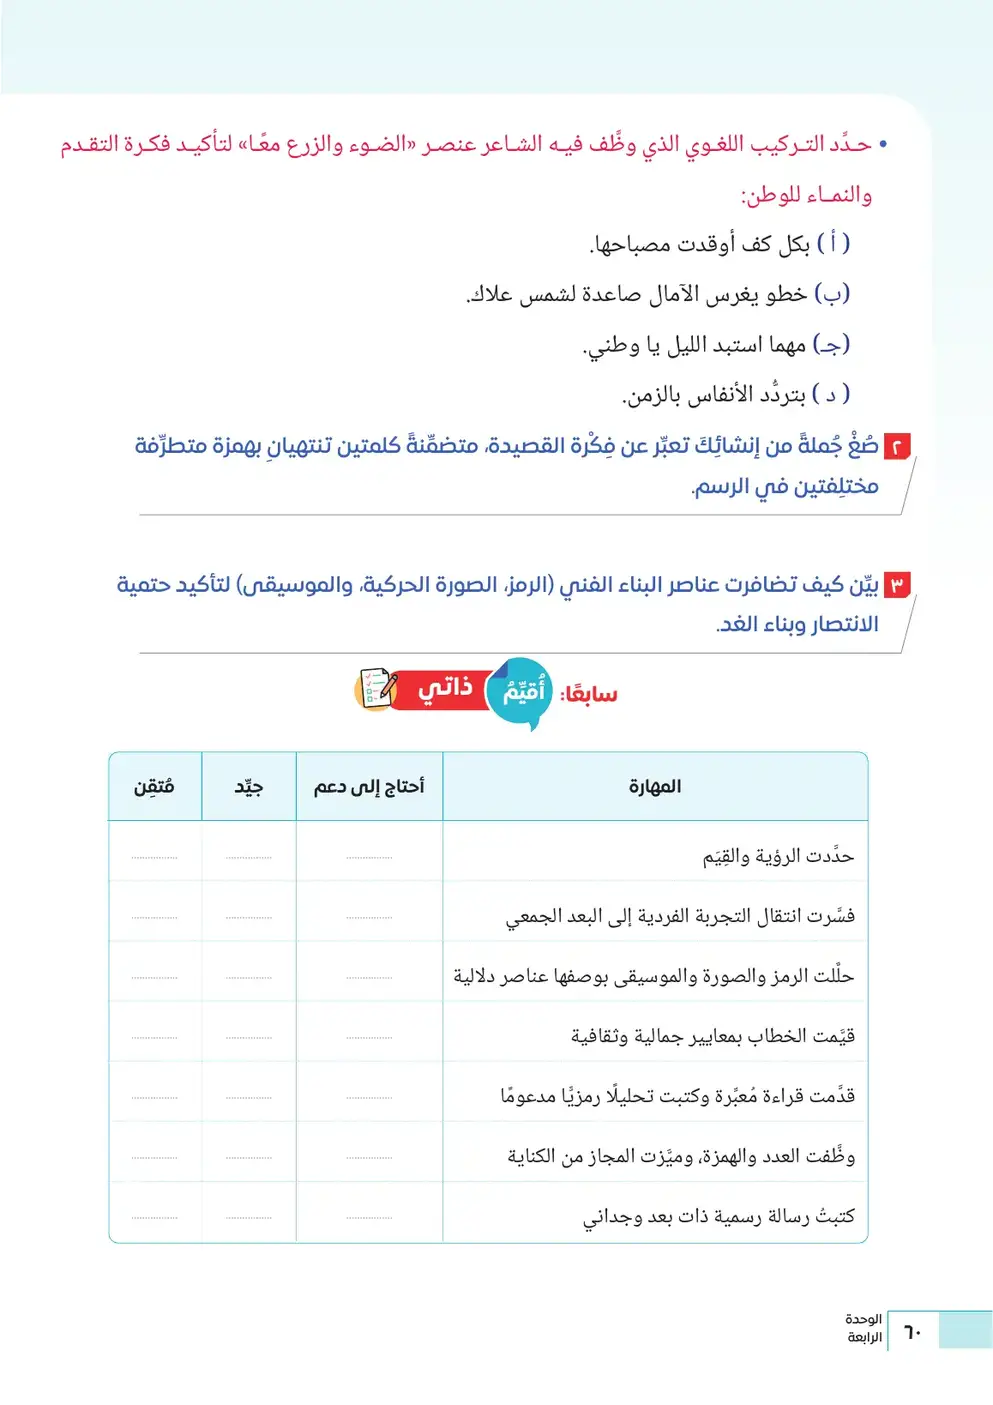 • حدَّد التركيب اللغوي الذي وظَّف فيه الشاعر عنصر «الضوء والزرع معًا» لتأكيد فكرة التقدم
والنماء للوطن:
( أ ) بكل كف أوقدت مصباحها.
(ب) خطو يغرس الآمال صاعدة لشمس علاك.
(جـ) مهما استبد الليل يا وطني.
( د ) بتردُّد الأنفاس بالزمن.
٢ صُغْ جُملةً من إنشائِكَ تعبِّر عن فِكْرة القصيدة، متضمِّنةً كلمتين تنتهيانِ بهمزة متطرِّفة
مختلِفتين في الرسم.
٣ بيِّن كيف تضافرت عناصر البناء الفني (الرمز، الصورة الحركية، والموسيقى) لتأكيد حتمية
الانتصار وبناء الغد.
سابعًا: أُقيِّمُ ذاتي
المهارة أحتاج إلى دعم جيِّد مُتقِن
حدَّدت الرؤية والقِيَم
فسَّرت انتقال التجربة الفردية إلى البعد الجمعي
حلَّلت الرمز والصورة والموسيقى بوصفها عناصر دلالية
قيَّمت الخطاب بمعايير جمالية وثقافية
قدَّمت قراءة مُعبِّرة وكتبت تحليلًا رمزيًّا مدعومًا
وظَّفت العدد والهمزة، وميَّزت المجاز من الكناية
كتبتُ رسالة رسمية ذات بعد وجداني
الوحدة
الرابعة
٦٠